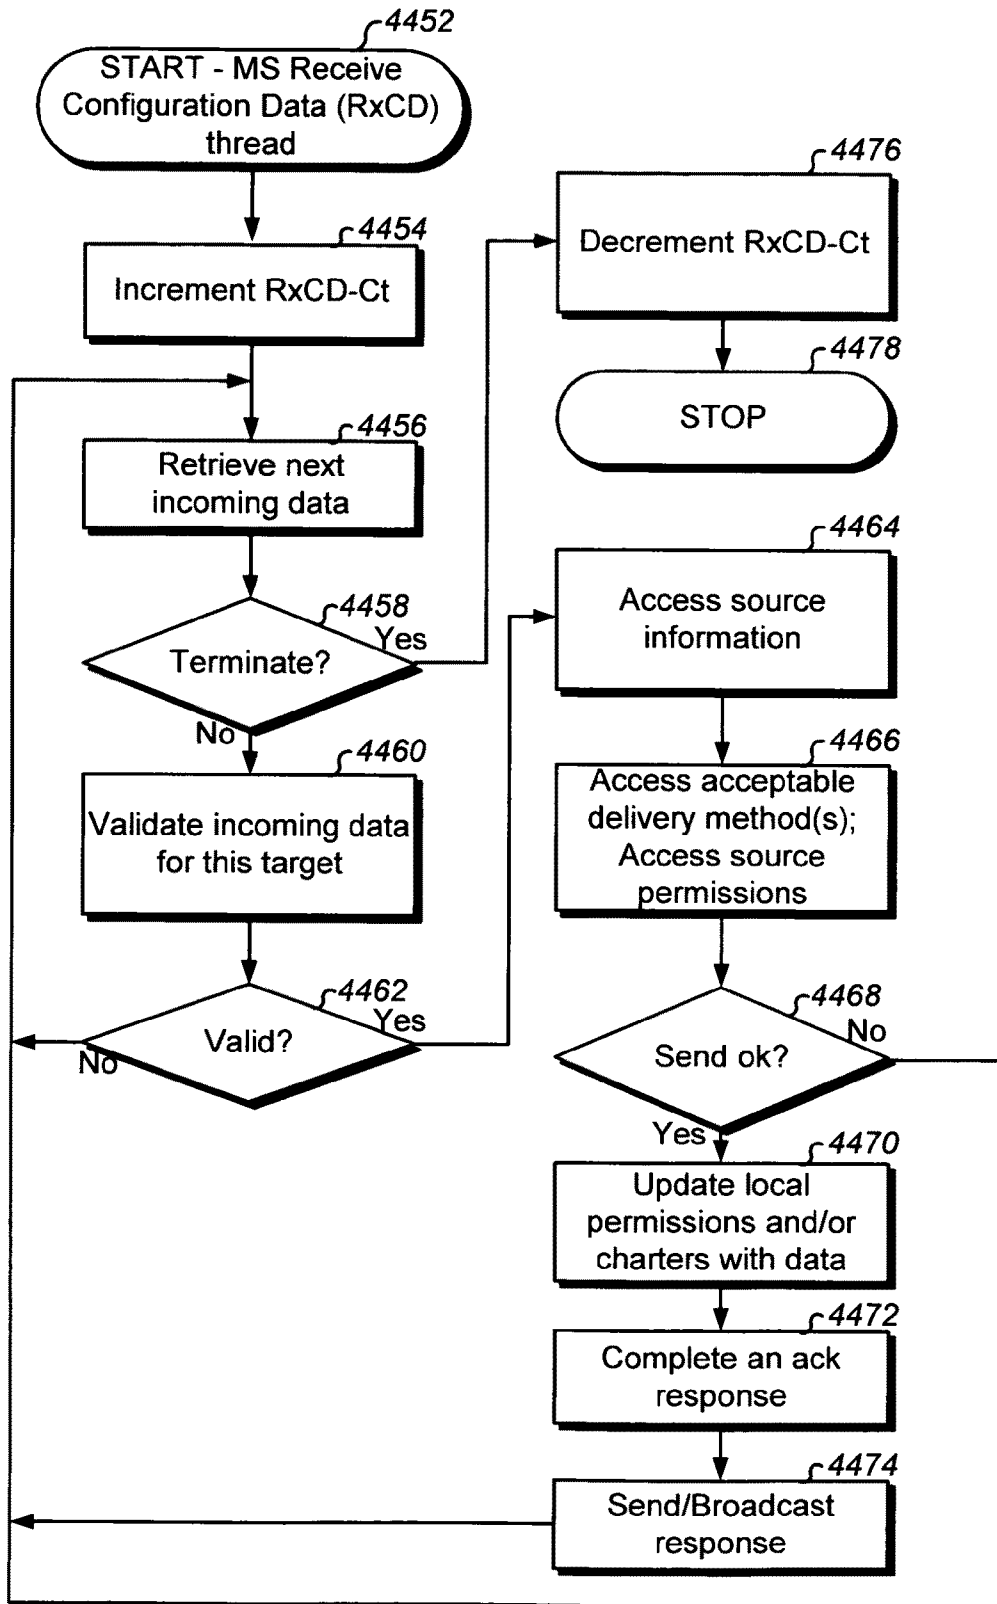 4452
START - MS Receive
Configuration Data (RxCD)
thread
4454
Increment RxCD-Ct
4456
Retrieve next
incoming data
4458
Terminate?
Yes
No
4460
Validate incoming data
for this target
4462
Valid?
Yes
No
4476
Decrement RxCD-Ct
4478
STOP
4464
Access source
information
4466
Access acceptable
delivery method(s);
Access source
permissions
4468
Send ok?
No
Yes
4470
Update local
permissions and/or
charters with data
4472
Complete an ack
response
4474
Send/Broadcast
response